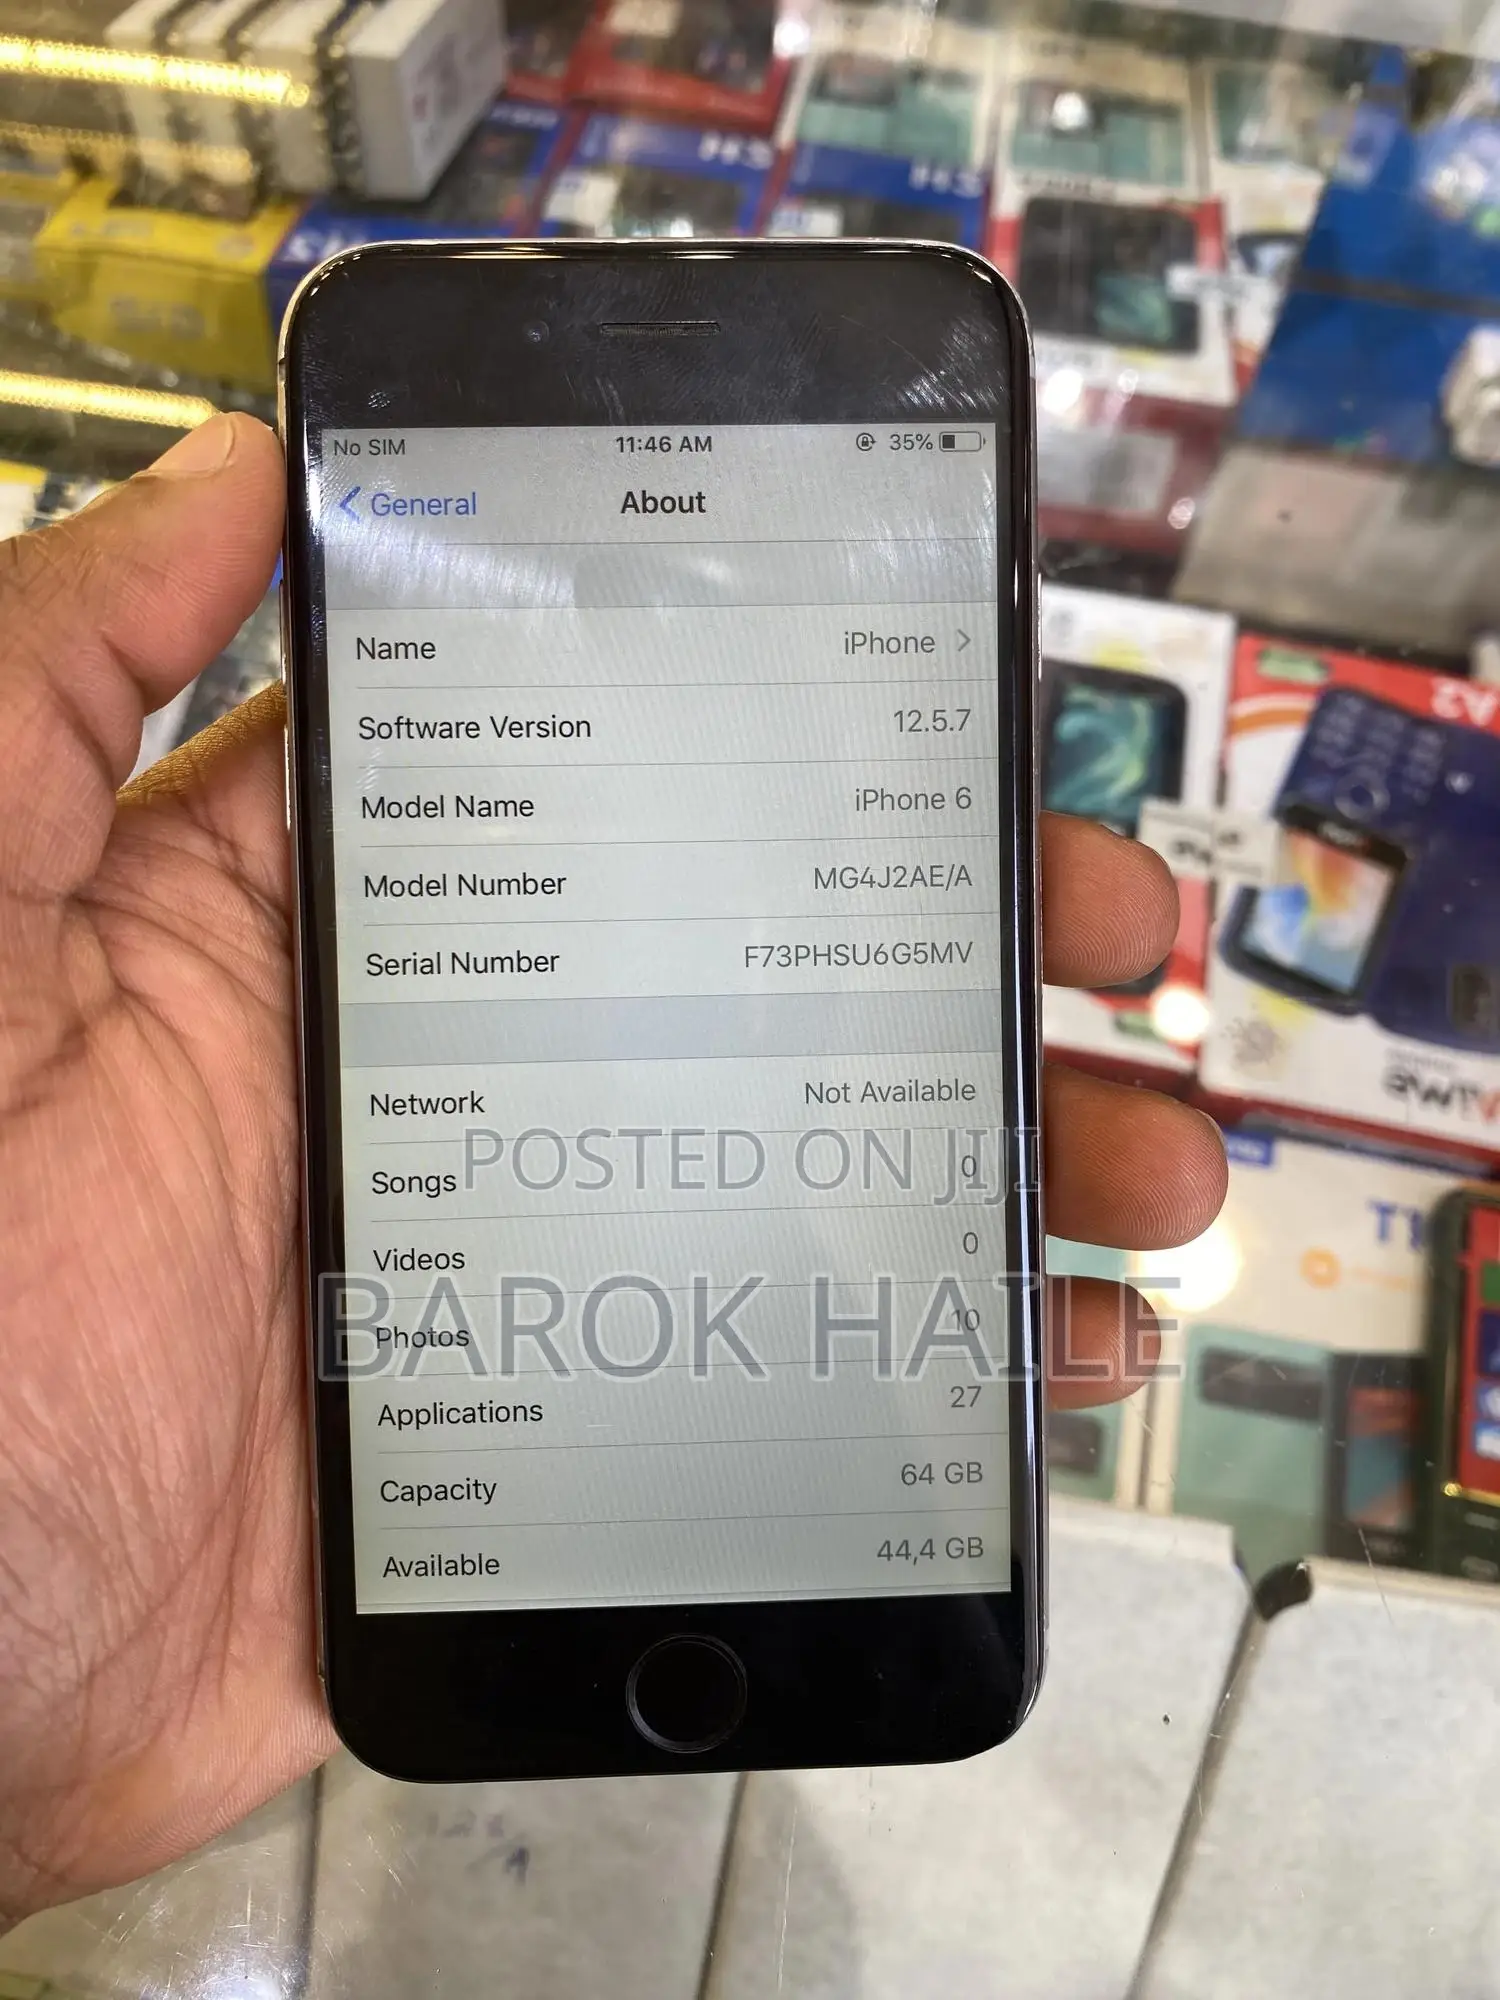 No SIM 11:46 AM 35%
General About
Name iPhone
Software Version 12.5.7
Model Name iPhone 6
Model Number MG4J2AE/A
Serial Number F73PHSU6G5MV
Network Not Available
POSTED ON JIJI
Songs 0
Videos 0
BAROK HAILE
Photos 10
Applications 27
Capacity 64 GB
Available 44,4 GB